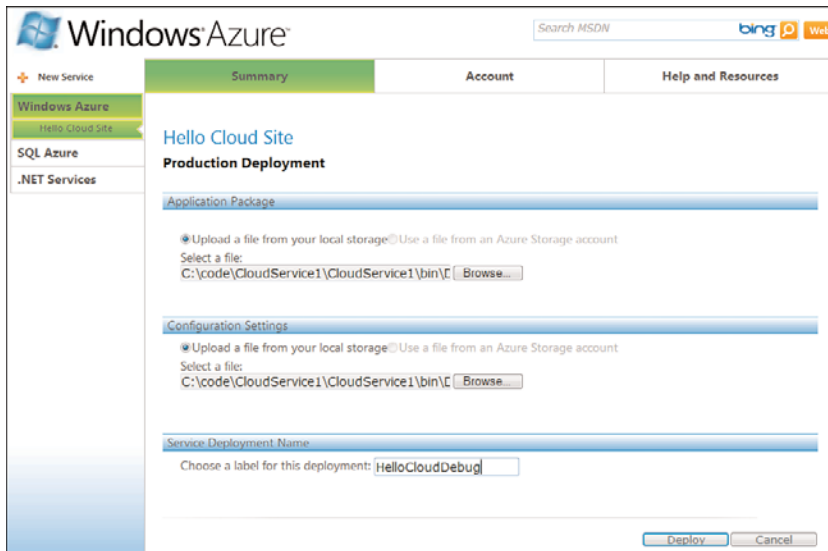 Windows Azure™
Search MSDN
bing
Web
New Service
Summary
Account
Help and Resources
Windows Azure
Hello Cloud Site
SQL Azure
.NET Services
Hello Cloud Site
Production Deployment
Application Package
Upload a file from your local storage Use a file from an Azure Storage account
Select a file:
C:\code\CloudService1\CloudService1\bin\D Browse...
Configuration Settings
Upload a file from your local storage Use a file from an Azure Storage account
Select a file:
C:\code\CloudService1\CloudService1\bin\D Browse...
Service Deployment Name
Choose a label for this deployment: HelloCloudDebug
Deploy
Cancel